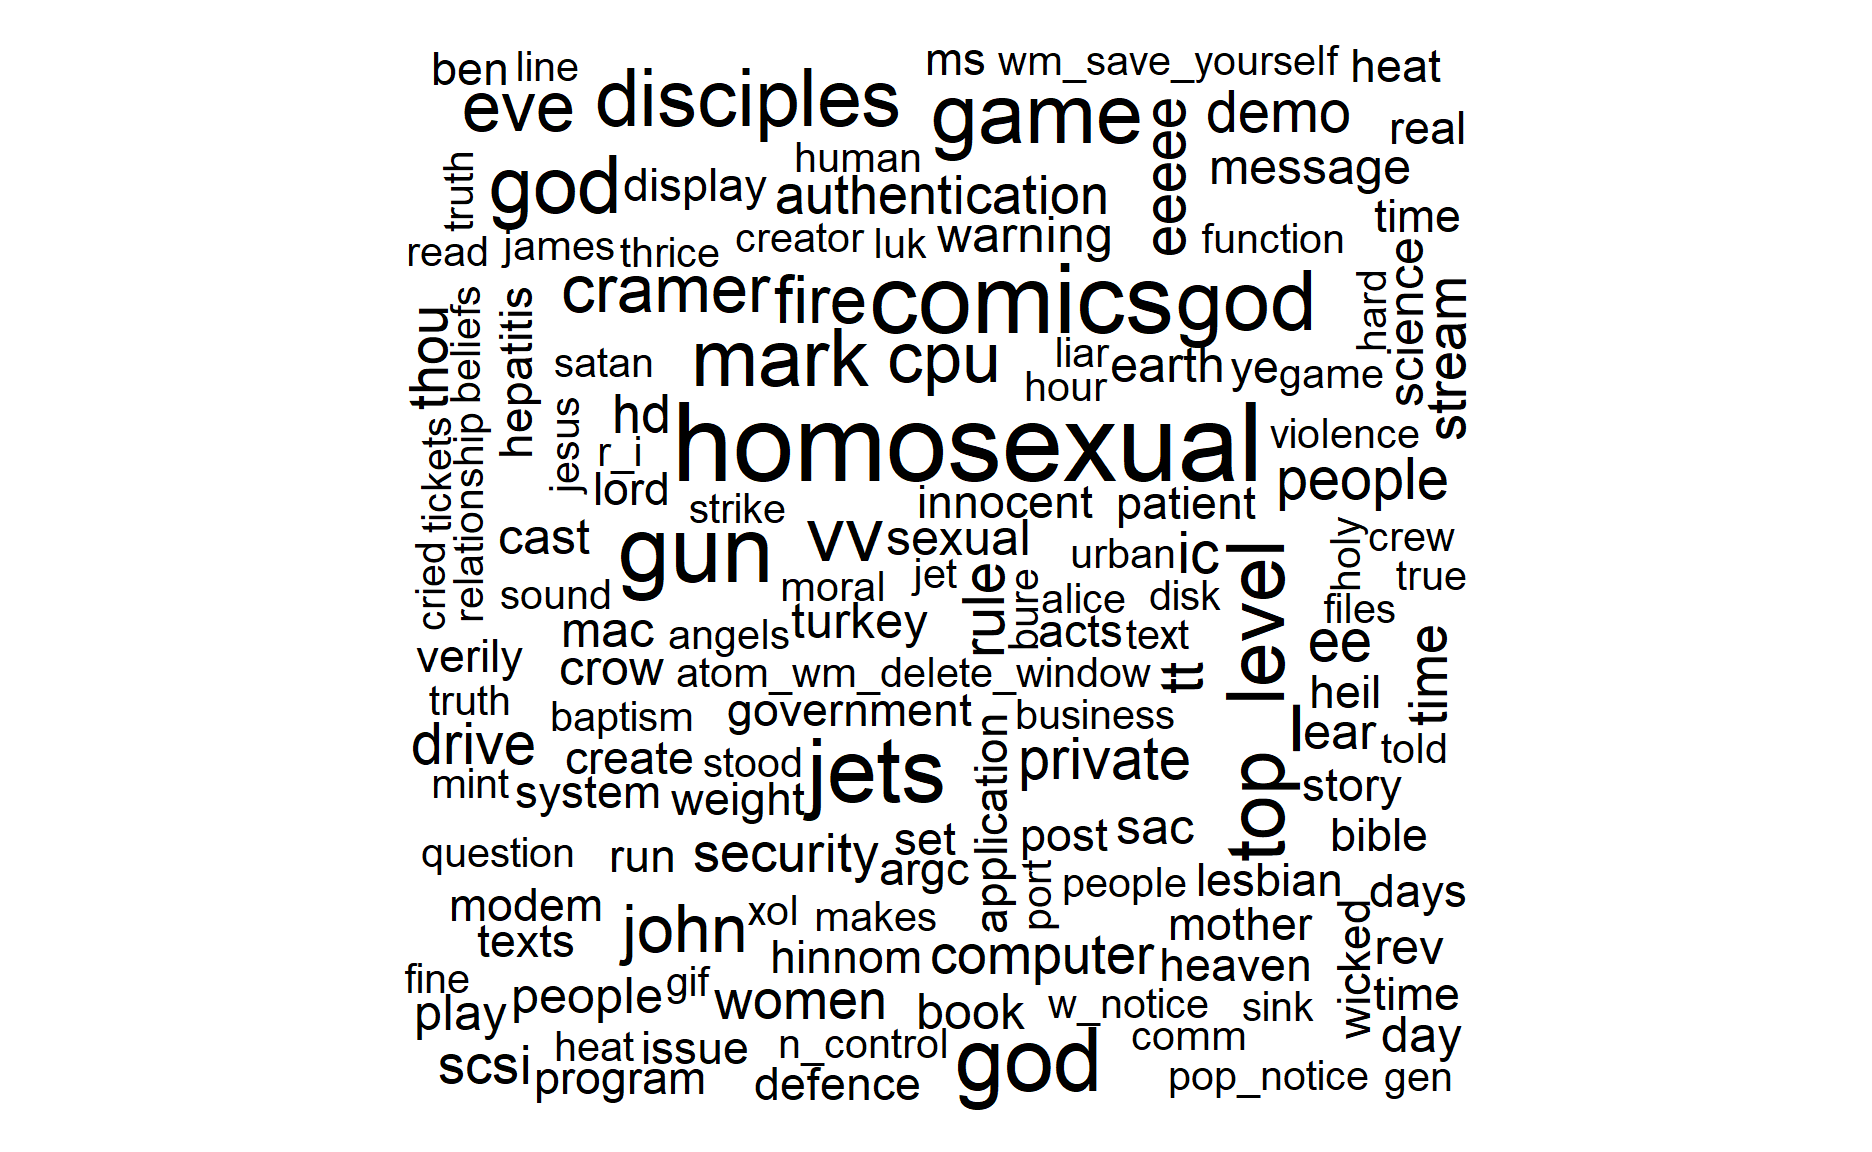 ben line
ms wm_save_yourself heat
eve disciples game eeeee demo real
truth god display human authentication message
time
read james thrice creator luk warning function
thou beliefs hepatitis cramer fire comics god hard science stream
satan mark cpu liar earth ye game
hour
tickets relationship jesus hd homosexual violence
r_i
lord strike innocent patient people
cried cast gun vv sexual urban ic top_level holy crew
sound moral jet rule bure alice disk files true
mac angels turkey acts text ee time
verily crow atom_wm_delete_window tt heil
truth baptism government business
drive create stood jets application private lear told
mint system weight story
question run security set argc post sac bible
port people lesbian days
modem john xol makes mother wicked rev
texts hinnom computer heaven
fine people gif women book w_notice sink time
play
scsi heat issue n_control god comm day
program defence pop_notice gen